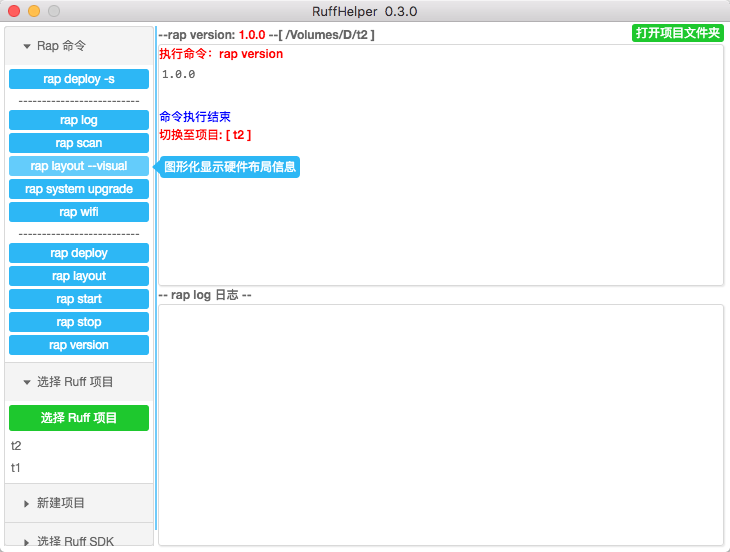 RuffHelper 0.3.0
Rap 命令
rap deploy -s
---------------------------
rap log
rap scan
rap layout --visual
rap system upgrade
rap wifi
---------------------------
rap deploy
rap layout
rap start
rap stop
rap version
选择 Ruff 项目
选择 Ruff 项目
t2
t1
新建项目
选择 Ruff SDK
--rap version: 1.0.0 --[ /Volumes/D/t2 ]
打开项目文件夹
执行命令: rap version
1.0.0
命令执行结束
切换至项目: [ t2 ]
图形化显示硬件布局信息
-- rap log 日志 --